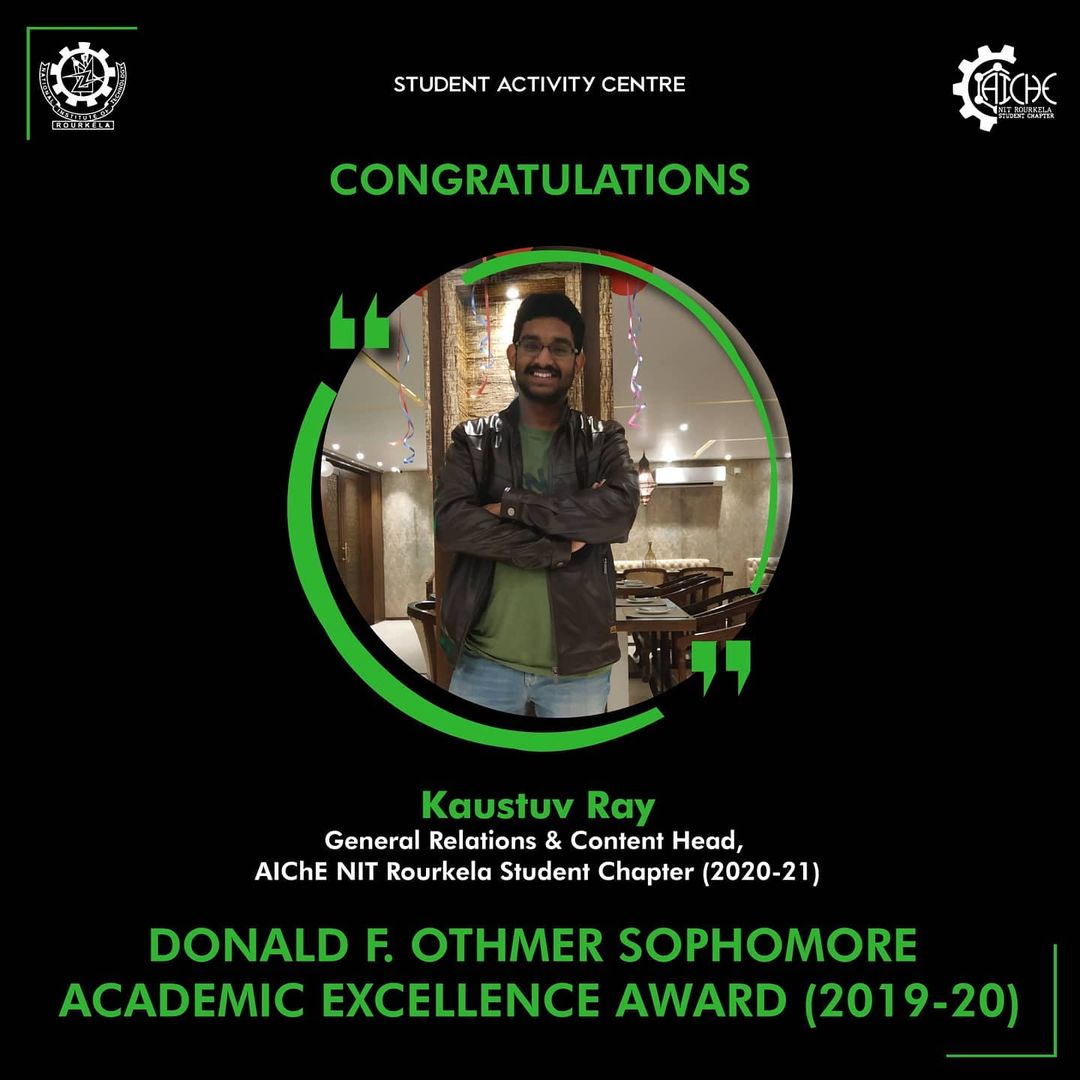 NATIONAL INSTITUTE OF TECHNOLOGY
ROURKELA
STUDENT ACTIVITY CENTRE
AIChE
NIT ROURKELA
STUDENT CHAPTER
CONGRATULATIONS
Kaustuv Ray
General Relations & Content Head,
AIChE NIT Rourkela Student Chapter (2020-21)
DONALD F. OTHMER SOPHOMORE
ACADEMIC EXCELLENCE AWARD (2019-20)